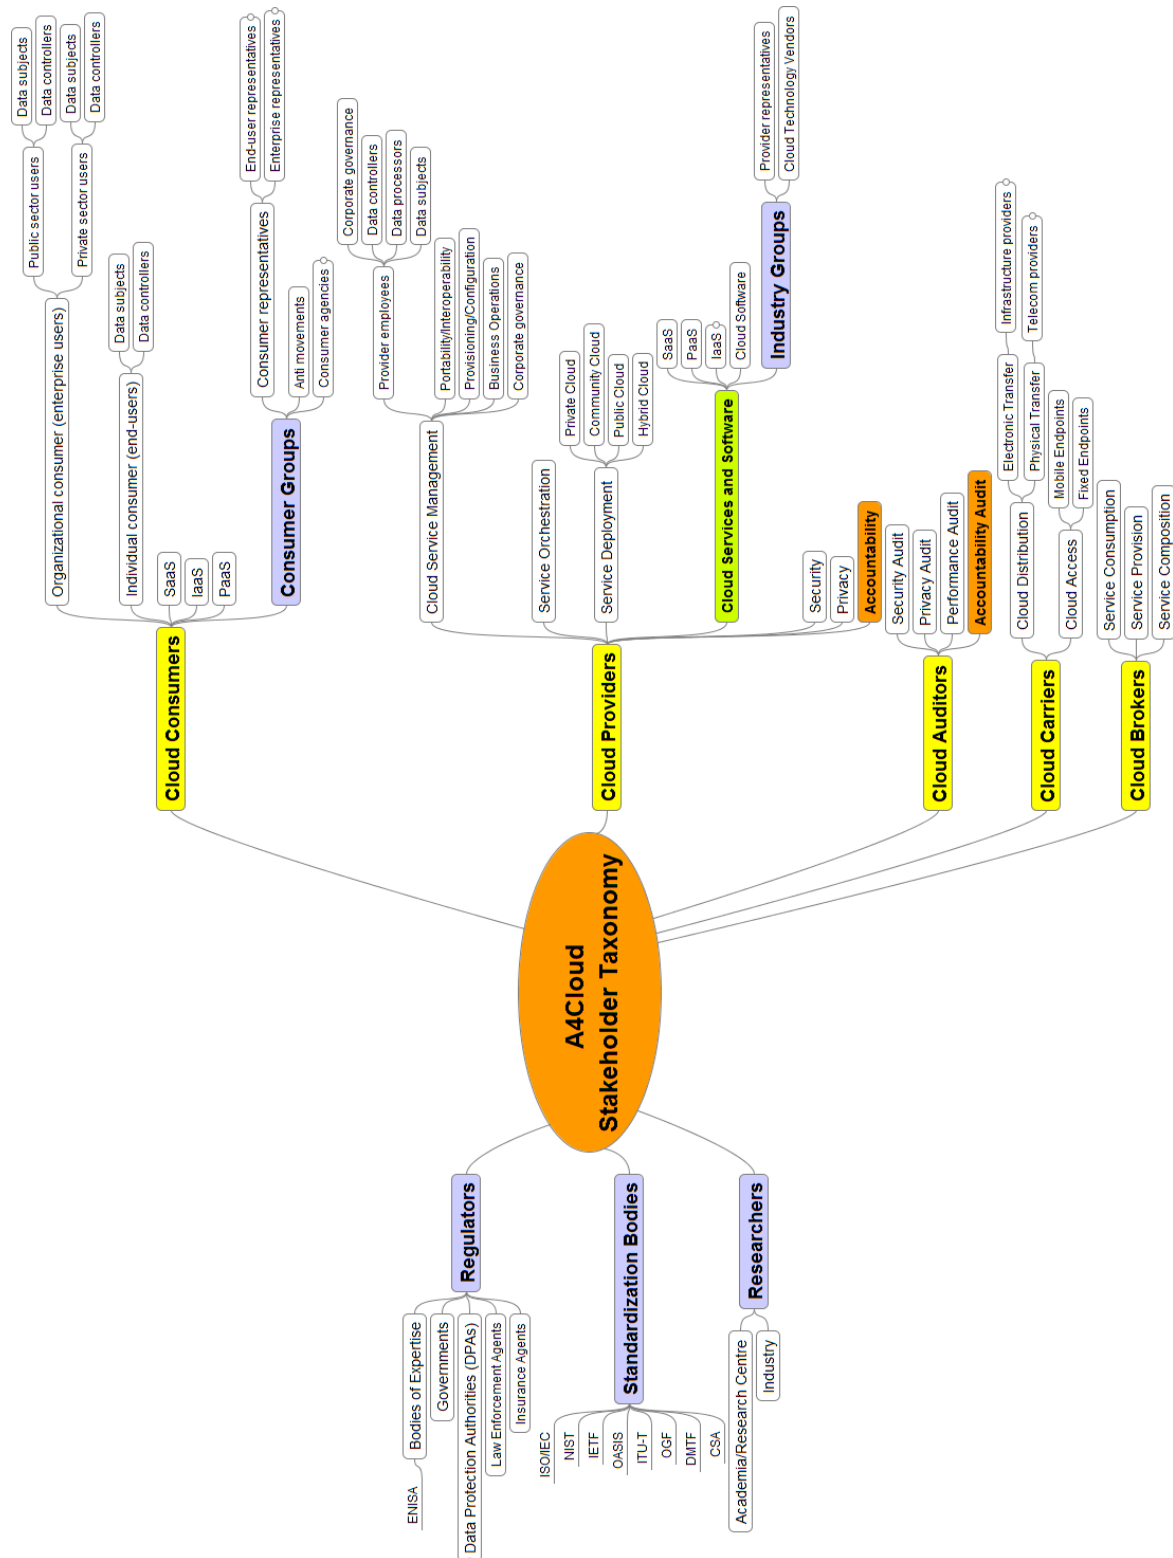 A4Cloud
Stakeholder Taxonomy
Cloud Consumers
Organizational consumer (enterprise users)
Public sector users
Data subjects
Data controllers
Private sector users
Data subjects
Data controllers
Individual consumer (end-users)
Data subjects
Data controllers
SaaS
IaaS
PaaS
Consumer Groups
Consumer representatives
End-user representatives
Enterprise representatives
Anti movements
Consumer agencies
Cloud Providers
Cloud Service Management
Provider employees
Corporate governance
Data controllers
Data processors
Data subjects
Portability/Interoperability
Provisioning/Configuration
Business Operations
Corporate governance
Service Orchestration
Service Deployment
Private Cloud
Community Cloud
Public Cloud
Hybrid Cloud
Cloud Services and Software
SaaS
PaaS
IaaS
Cloud Software
Industry Groups
Provider representatives
Cloud Technology Vendors
Security
Privacy
Accountability
Cloud Auditors
Security Audit
Privacy Audit
Performance Audit
Accountability Audit
Cloud Carriers
Cloud Distribution
Electronic Transfer
Infrastructure providers
Physical Transfer
Telecom providers
Cloud Access
Mobile Endpoints
Fixed Endpoints
Cloud Brokers
Service Consumption
Service Provision
Service Composition
Regulators
Bodies of Expertise
ENISA
Governments
Data Protection Authorities (DPAs)
Law Enforcement Agents
Insurance Agents
Standardization Bodies
ISO/IEC
NIST
IETF
OASIS
ITU-T
OGF
DMTF
CSA
Researchers
Academia/Research Centre
Industry